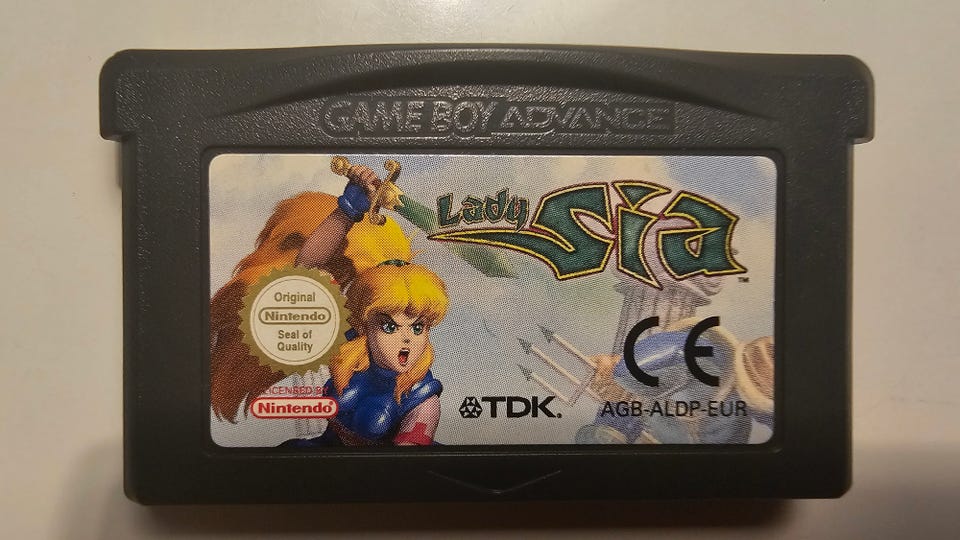 GAME BOY ADVANCE
Lady
Sia
™
Original
Nintendo
Seal of
Quality
LICENSED BY
Nintendo®
TDK.
CE
AGB-ALDP-EUR